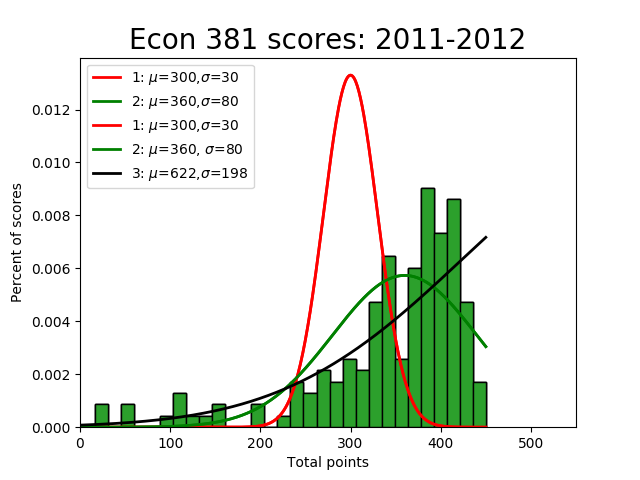 Econ 381 scores: 2011-2012
1: μ=300,σ=30
2: μ=360,σ=80
1: μ=300,σ=30
2: μ=360, σ=80
3: μ=622,σ=198
Percent of scores
0.012
0.010
0.008
0.006
0.004
0.002
0.000
0 100 200 300 400 500
Total points